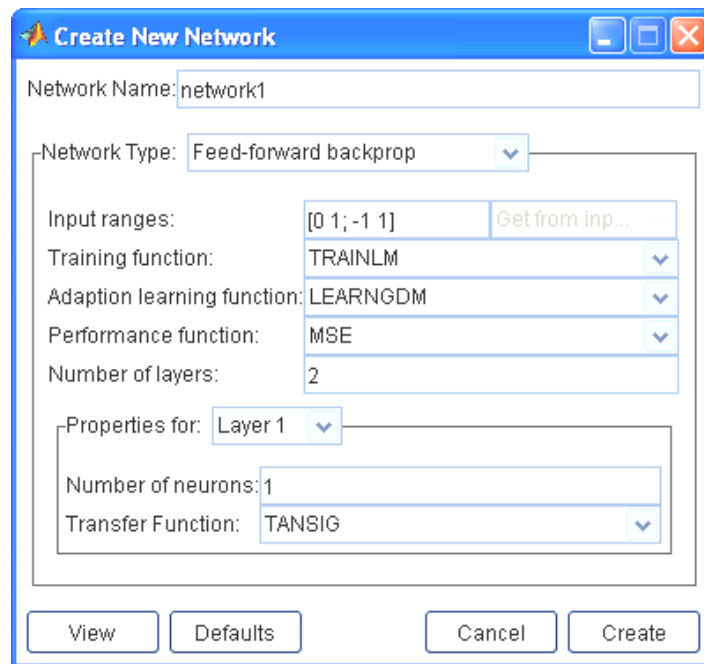 Create New Network
Network Name: network1
Network Type: Feed-forward backprop
Input ranges: [0 1; -1 1] Get from inp...
Training function: TRAINLM
Adaption learning function: LEARNGDM
Performance function: MSE
Number of layers: 2
Properties for: Layer 1
Number of neurons: 1
Transfer Function: TANSIG
View Defaults Cancel Create